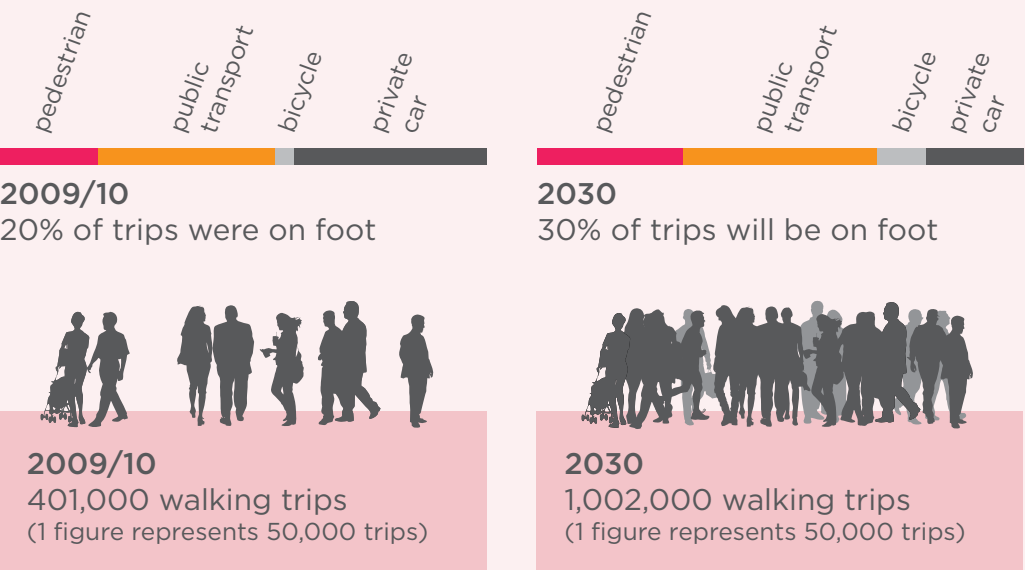 pedestrian
public
transport
bicycle
private
car
2009/10
20% of trips were on foot
2009/10
401,000 walking trips
(1 figure represents 50,000 trips)
pedestrian
public
transport
bicycle
private
car
2030
30% of trips will be on foot
2030
1,002,000 walking trips
(1 figure represents 50,000 trips)